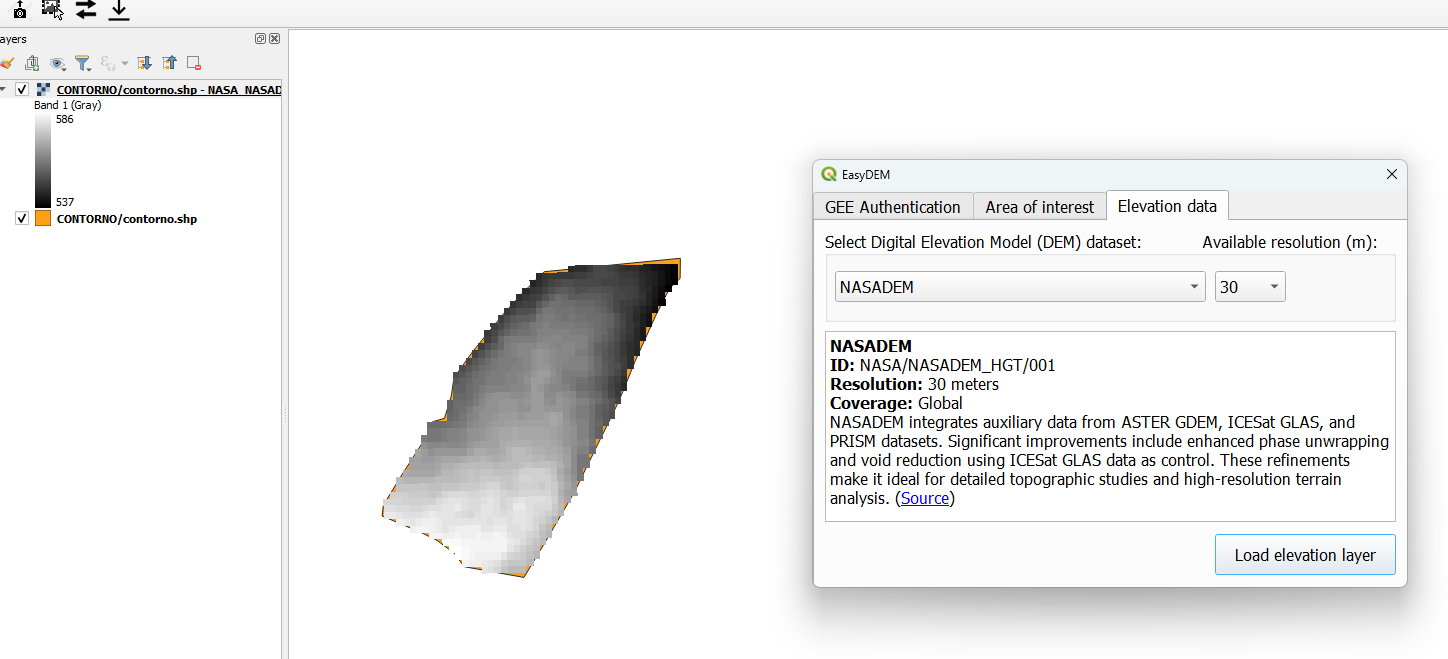 ayers
CONTORNO/contorno.shp - NASA_NASAD
Band 1 (Gray)
586
537
CONTORNO/contorno.shp
EasyDEM
GEE Authentication
Area of interest
Elevation data
Select Digital Elevation Model (DEM) dataset:
Available resolution (m):
NASADEM
30
NASADEM
ID: NASA/NASADEM_HGT/001
Resolution: 30 meters
Coverage: Global
NASADEM integrates auxiliary data from ASTER GDEM, ICESat GLAS, and
PRISM datasets. Significant improvements include enhanced phase unwrapping
and void reduction using ICESat GLAS data as control. These refinements
make it ideal for detailed topographic studies and high-resolution terrain
analysis. (Source)
Load elevation layer